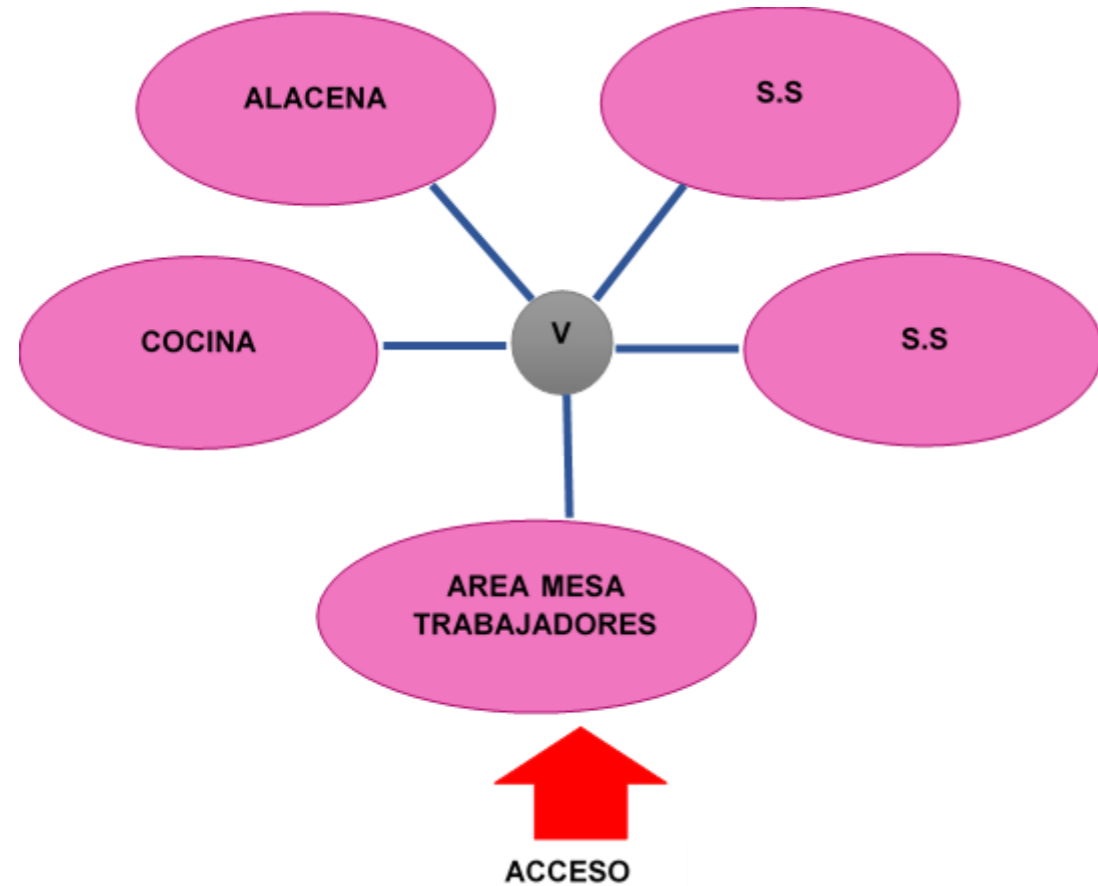 ALACENA
S.S
COCINA
V
S.S
AREA MESA
TRABAJADORES
ACCESO